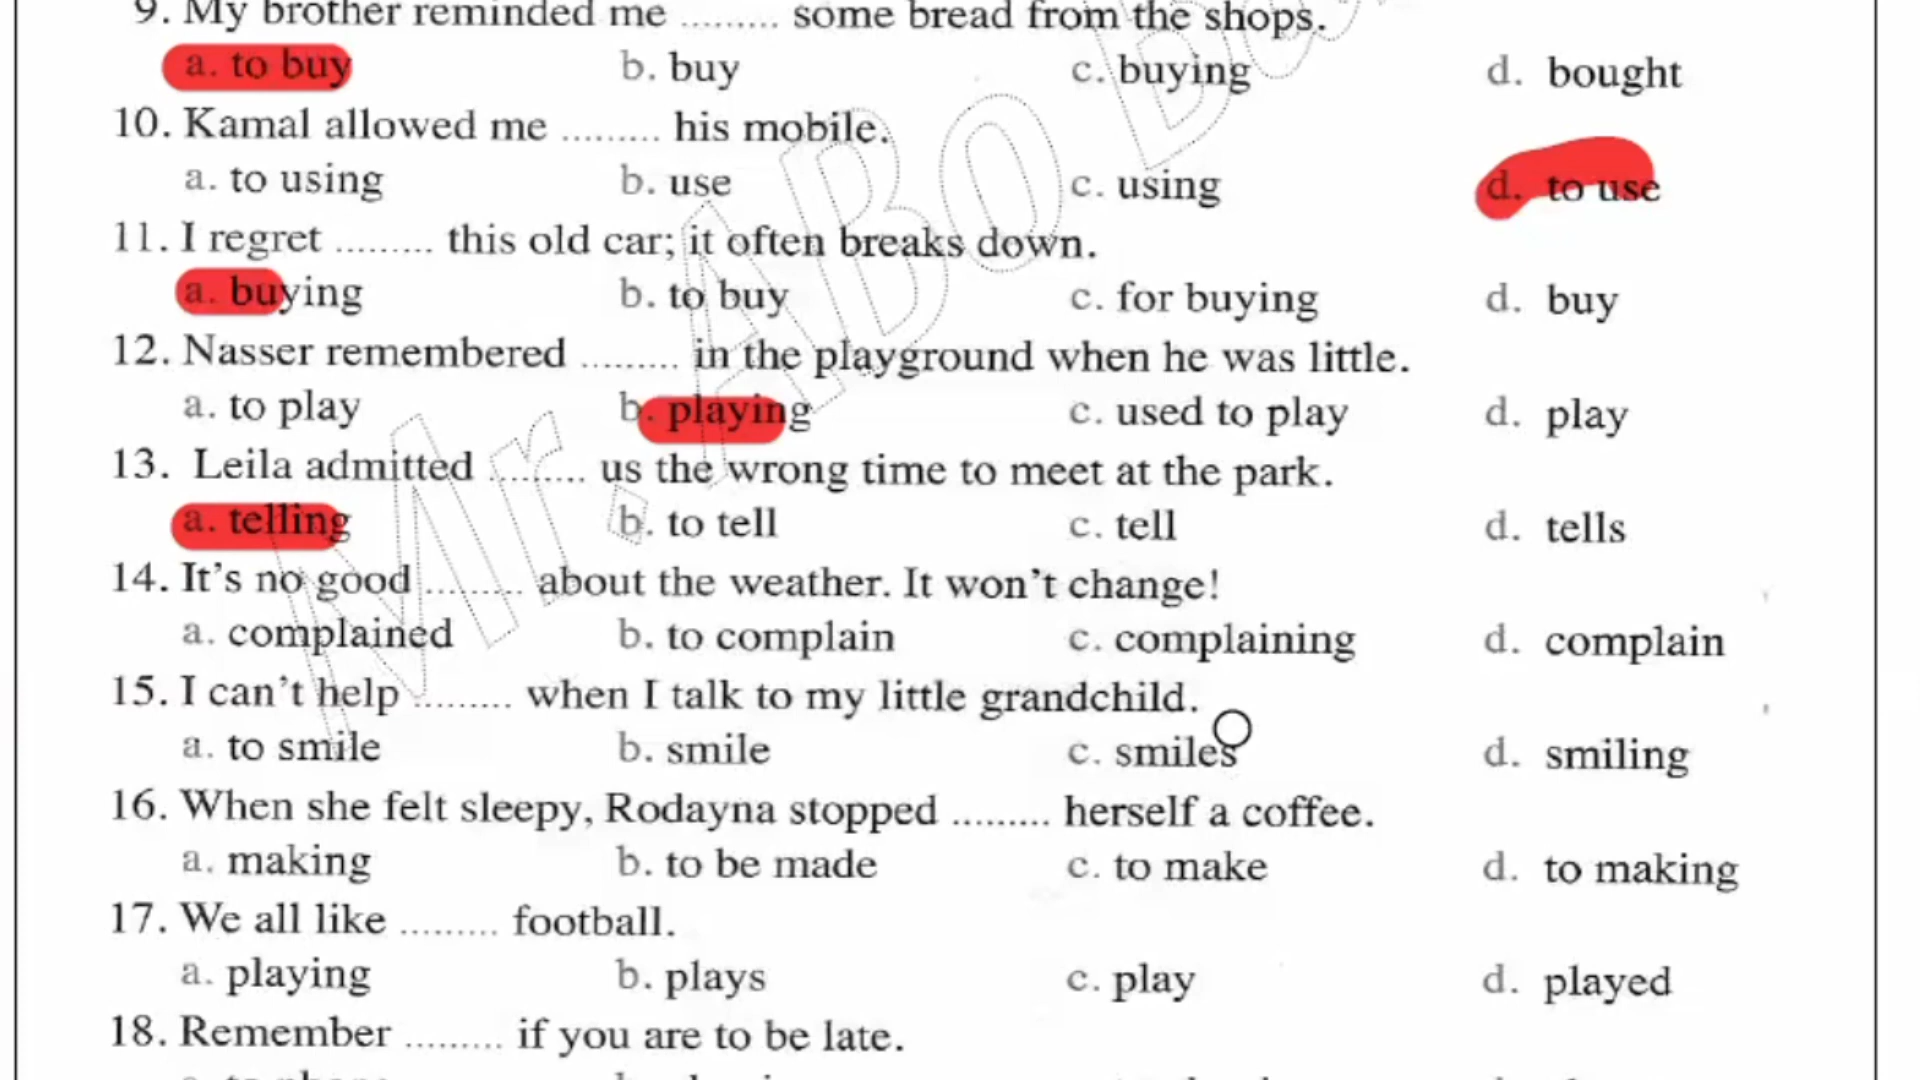 9. My brother reminded me ......... some bread from the shops.
a. to buy b. buy c. buying d. bought
10. Kamal allowed me ......... his mobile.
a. to using b. use c. using d. to use
11. I regret ......... this old car; it often breaks down.
a. buying b. to buy c. for buying d. buy
12. Nasser remembered ......... in the playground when he was little.
a. to play b. playing c. used to play d. play
13. Leila admitted ......... us the wrong time to meet at the park.
a. telling b. to tell c. tell d. tells
14. It's no good ......... about the weather. It won't change!
a. complained b. to complain c. complaining d. complain
15. I can't help ......... when I talk to my little grandchild.
a. to smile b. smile c. smiles d. smiling
16. When she felt sleepy, Rodayna stopped ......... herself a coffee.
a. making b. to be made c. to make d. to making
17. We all like ......... football.
a. playing b. plays c. play d. played
18. Remember ......... if you are to be late.
Mr. ABo